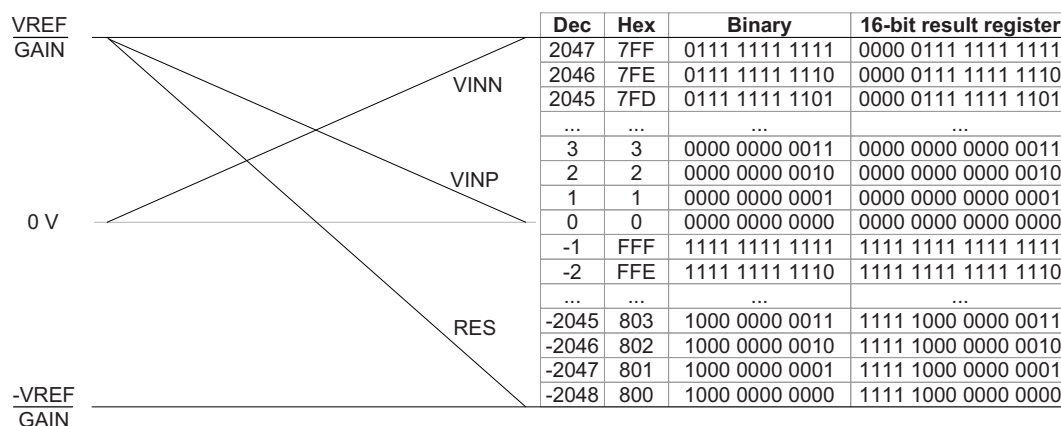 VREF
GAIN
VINN
VINP
0 V
RES
-VREF
GAIN
Dec Hex Binary 16-bit result register
2047 7FF 0111 1111 1111 0000 0111 1111 1111
2046 7FE 0111 1111 1110 0000 0111 1111 1110
2045 7FD 0111 1111 1101 0000 0111 1111 1101
... ... ... ...
3 3 0000 0000 0011 0000 0000 0000 0011
2 2 0000 0000 0010 0000 0000 0000 0010
1 1 0000 0000 0001 0000 0000 0000 0001
0 0 0000 0000 0000 0000 0000 0000 0000
-1 FFF 1111 1111 1111 1111 1111 1111 1111
-2 FFE 1111 1111 1110 1111 1111 1111 1110
... ... ... ...
-2045 803 1000 0000 0011 1111 1000 0000 0011
-2046 802 1000 0000 0010 1111 1000 0000 0010
-2047 801 1000 0000 0001 1111 1000 0000 0001
-2048 800 1000 0000 0000 1111 1000 0000 0000